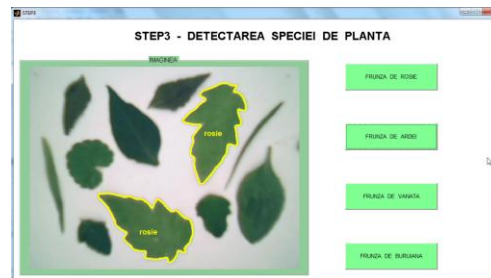 STEP3
STEP3 - DETECTAREA SPECIEI DE PLANTA
IMAGINEA
rosie
rosie
FRUNZA DE ROSIE
FRUNZA DE ARDEI
FRUNZA DE VANATA
FRUNZA DE BURUIANA